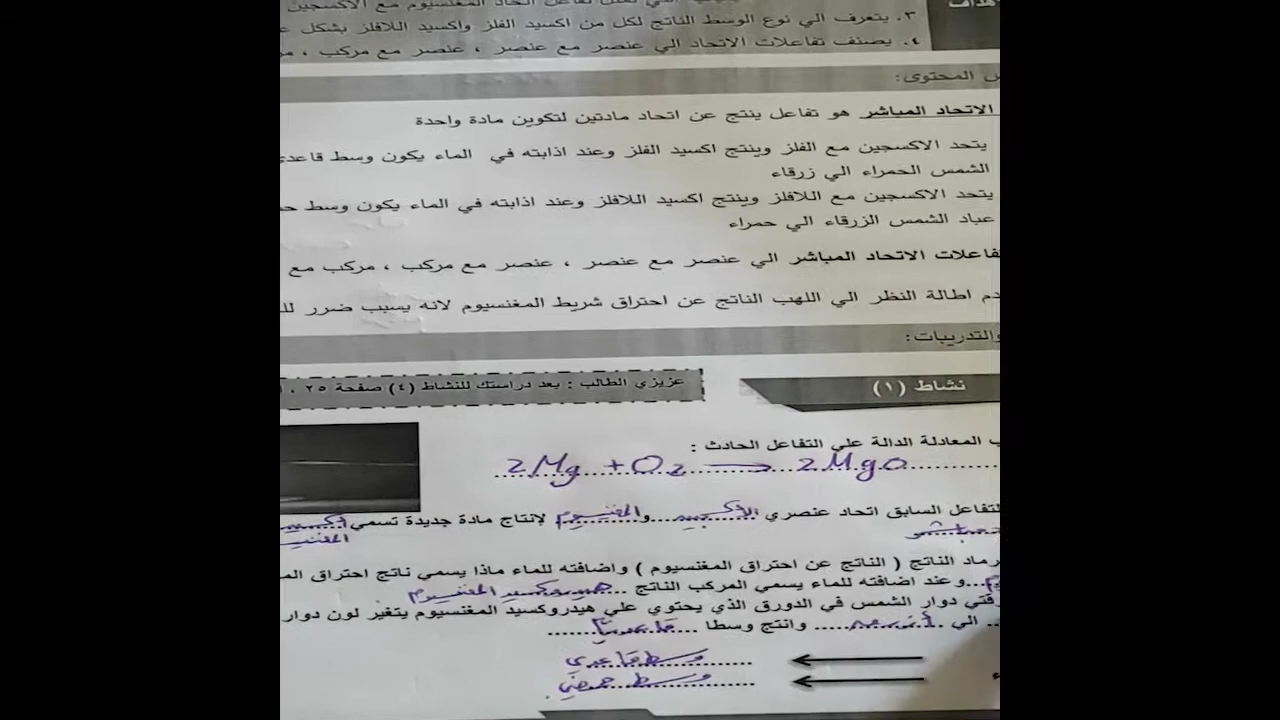 ٣. يتعرف الي نوع الوسط الناتج لكل من اكسيد الفلز واكسيد اللافلز بشكل
٤. يصنف تفاعلات الاتحاد الي عنصر مع عنصر ، عنصر مع مركب ،
المحتوى:
الاتحاد المباشر هو تفاعل ينتج عن اتحاد مادتين لتكوين مادة واحدة
يتحد الاكسجين مع الفلز وينتج اكسيد الفلز وعند اذابته في الماء يكون وسط قاعدي
الشمس الحمراء الي زرقاء
يتحد الاكسجين مع اللافلز وينتج اكسيد اللافلز وعند اذابته في الماء يكون وسط
عباد الشمس الزرقاء الي حمراء
تفاعلات الاتحاد المباشر الي عنصر مع عنصر ، عنصر مع مركب ، مركب مع
اطالة النظر الي اللهب الناتج عن احتراق شريط المغنسيوم لانه يسبب ضرر
والتدريبات:
نشاط (١)
عزيزي الطالب : بعد دراستك للنشاط (٤) صفحة ٢٥ ،
المعادلة الدالة علي التفاعل الحادث :
2Mg + O2 → 2MgO
التفاعل السابق اتحاد عنصري الأكسجين والمغنسيوم لإنتاج مادة جديدة تسمي أكسيد
المغنسيوم
رماد الناتج ( الناتج عن احتراق المغنسيوم ) واضافته للماء ماذا يسمي ناتج احتراق
وعند اضافته للماء يسمي المركب الناتج هيدروكسيد المغنسيوم
دوار الشمس في الدورق الذي يحتوي علي هيدروكسيد المغنسيوم يتغير لون دوار
الي وانتج وسطا قاعديًا
وسط قاعدي
وسط حمضي